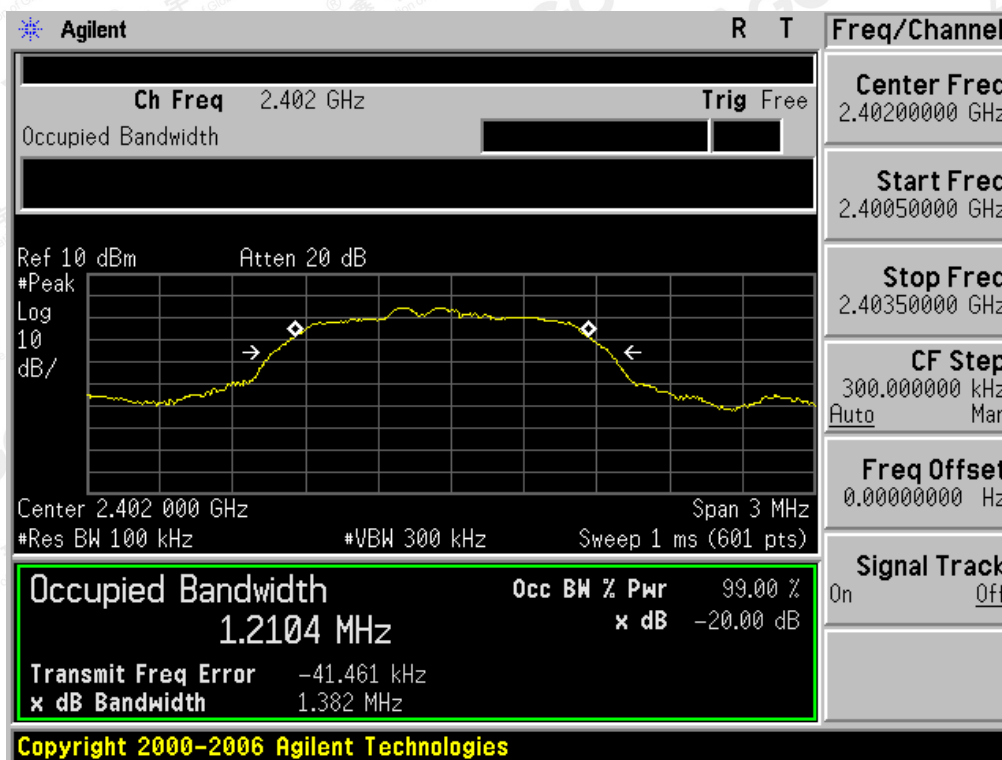 Agilent R T
Freq/Channel
Ch Freq 2.402 GHz Trig Free
Occupied Bandwidth
Center Freq
2.40200000 GHz
Start Freq
2.40050000 GHz
Stop Freq
2.40350000 GHz
CF Step
300.000000 kHz
Auto Man
Freq Offset
0.00000000 Hz
Signal Track
On Off
Ref 10 dBm Atten 20 dB
#Peak
Log
10
dB/
Center 2.402 000 GHz Span 3 MHz
#Res BW 100 kHz #VBW 300 kHz Sweep 1 ms (601 pts)
Occupied Bandwidth
1.2104 MHz
Occ BW % Pwr 99.00 %
x dB -20.00 dB
Transmit Freq Error -41.461 kHz
x dB Bandwidth 1.382 MHz
Copyright 2000-2006 Agilent Technologies